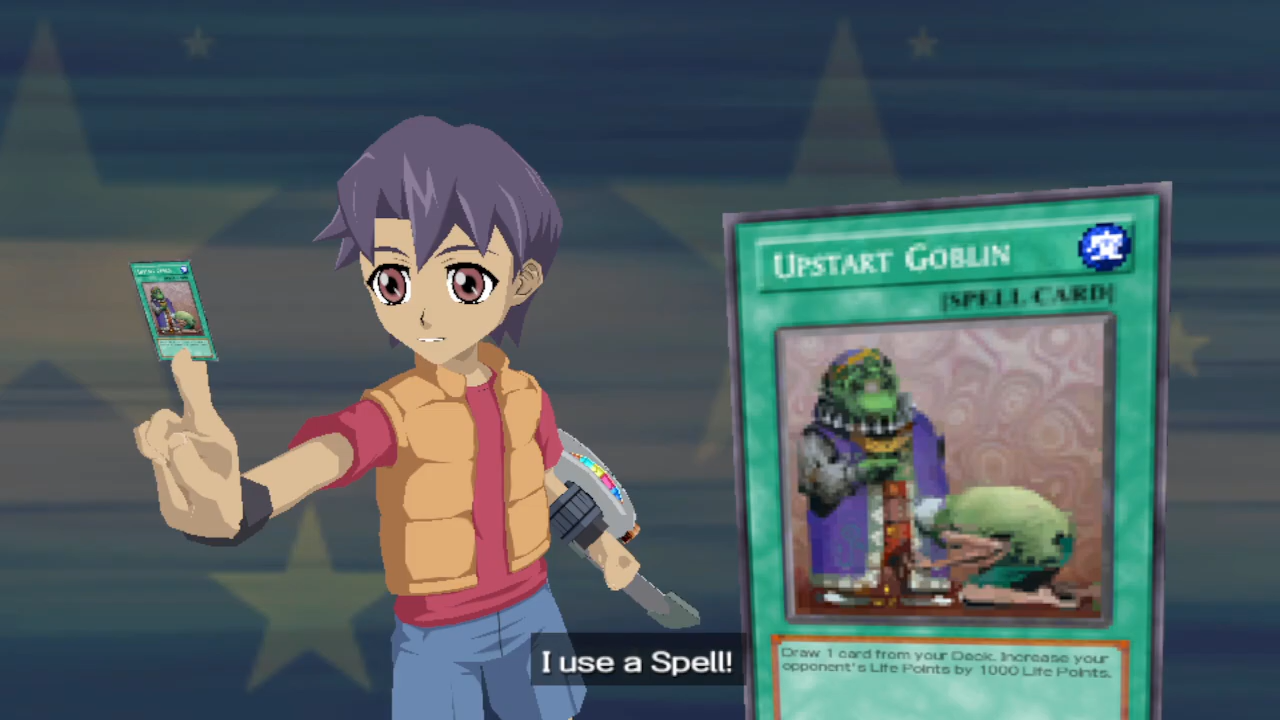 UPSTART GOBLIN
[SPELL CARD]
Draw 1 card from your Deck. Increase your
opponent's Life Points by 1000 Life Points.
I use a Spell!